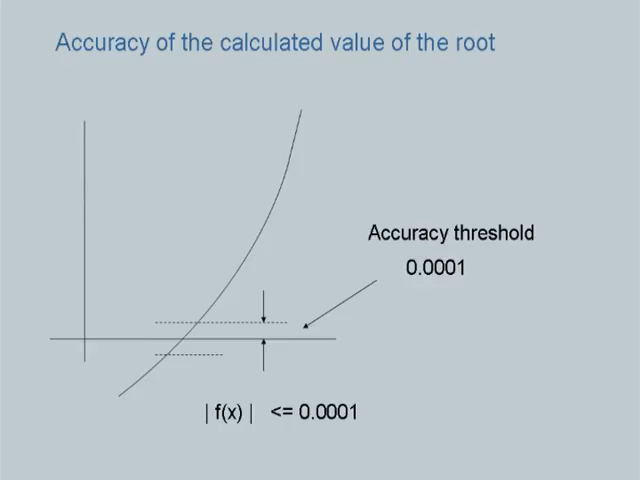 Accuracy of the calculated value of the root
Accuracy threshold
0.0001
| f(x) | <= 0.0001